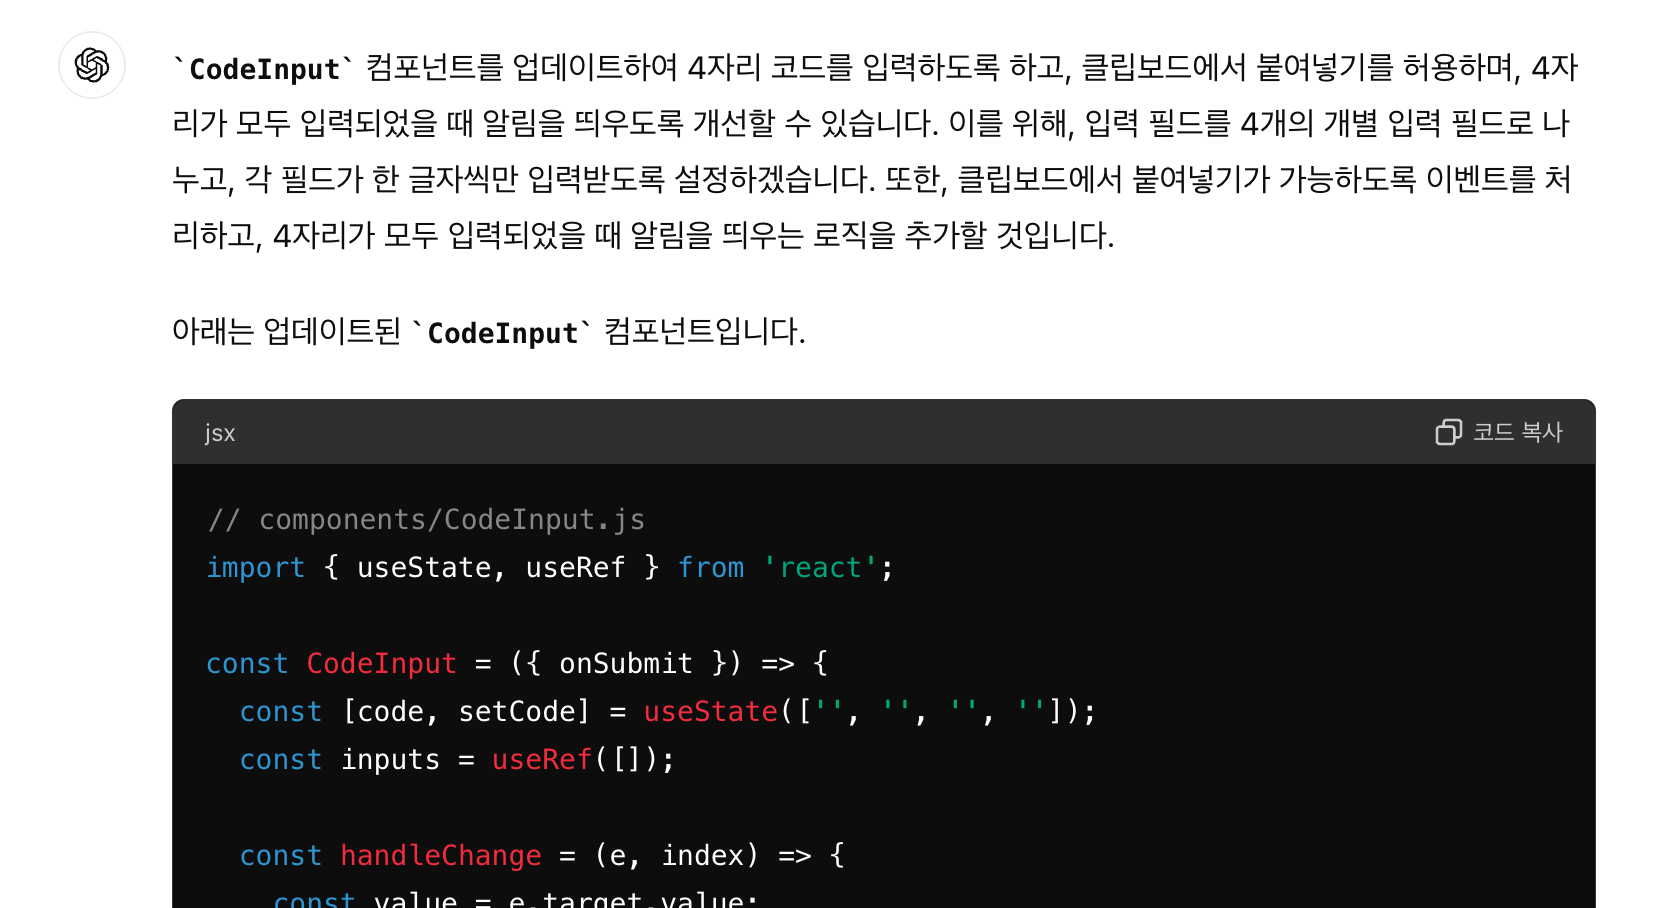 `CodeInput` 컴포넌트를 업데이트하여 4자리 코드를 입력하도록 하고, 클립보드에서 붙여넣기를 허용하며, 4자
리가 모두 입력되었을 때 알림을 띄우도록 개선할 수 있습니다. 이를 위해, 입력 필드를 4개의 개별 입력 필드로 나
누고, 각 필드가 한 글자씩만 입력받도록 설정하겠습니다. 또한, 클립보드에서 붙여넣기가 가능하도록 이벤트를 처
리하고, 4자리가 모두 입력되었을 때 알림을 띄우는 로직을 추가할 것입니다.
아래는 업데이트된 `CodeInput` 컴포넌트입니다.
jsx 코드 복사
// components/CodeInput.js
import { useState, useRef } from 'react';
const CodeInput = ({ onSubmit }) => {
  const [code, setCode] = useState(['', '', '', '']);
  const inputs = useRef([]);
  const handleChange = (e, index) => {
    const value = e.target.value;